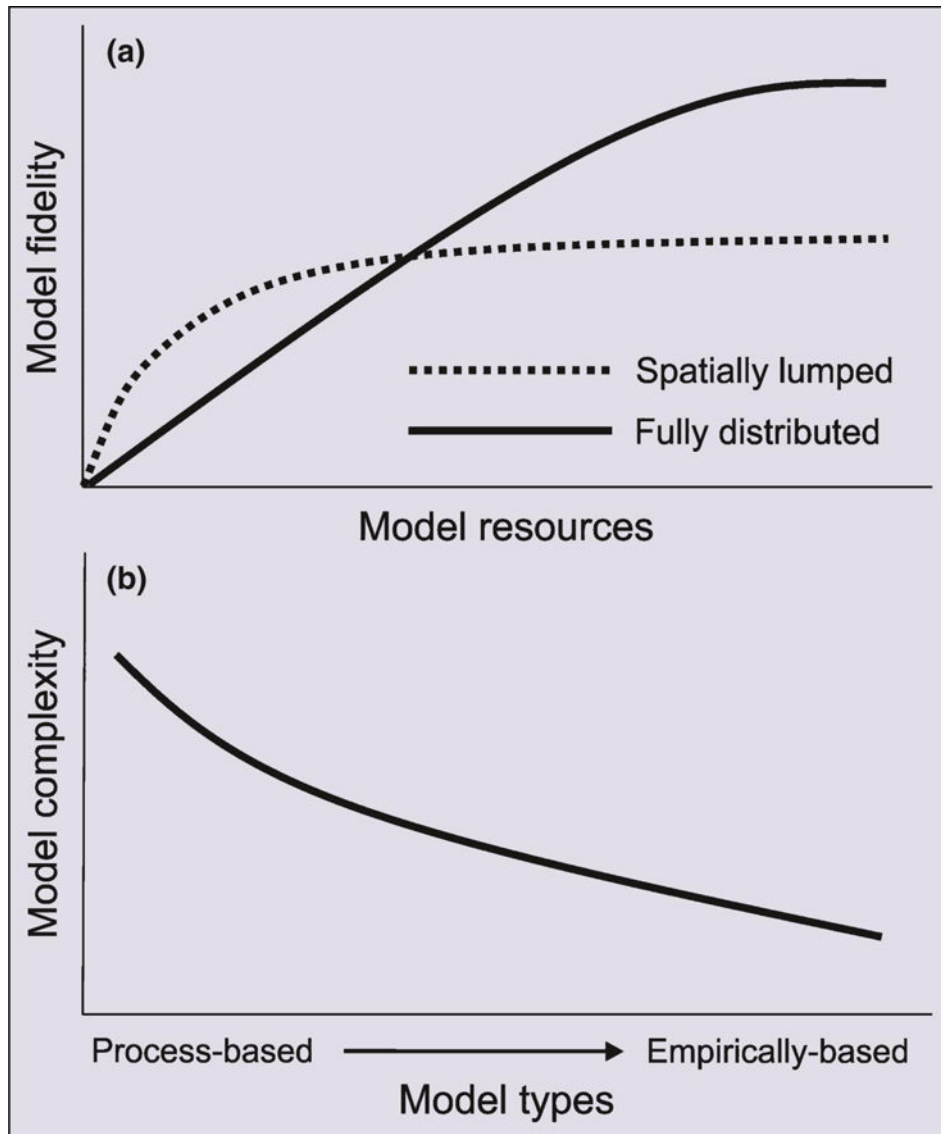 (a)
Model fidelity
Spatially lumped
Fully distributed
Model resources
(b)
Model complexity
Process-based
Empirically-based
Model types